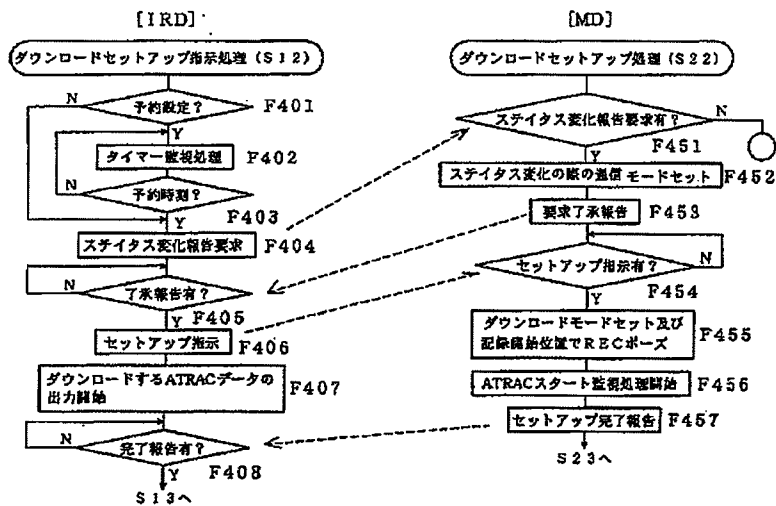 [IRD]
ダウンロードセットアップ指示処理(S12)
予約設定?
N
Y
F401
タイマー監視処理
F402
予約時刻?
N
Y
F403
ステイタス変化報告要求
F404
了承報告有?
N
Y
F405
セットアップ指示
F406
ダウンロードするATRACデータの
出力開始
F407
完了報告有?
N
Y
F408
S13へ
[MD]
ダウンロードセットアップ処理(S22)
ステイタス変化報告要求有?
N
Y
F451
ステイタス変化の際の通信モードセット
F452
要求了承報告
F453
セットアップ指示有?
N
Y
F454
ダウンロードモードセット及び
記録開始位置でRECポーズ
F455
ATRACスタート監視処理開始
F456
セットアップ完了報告
F457
S23へ